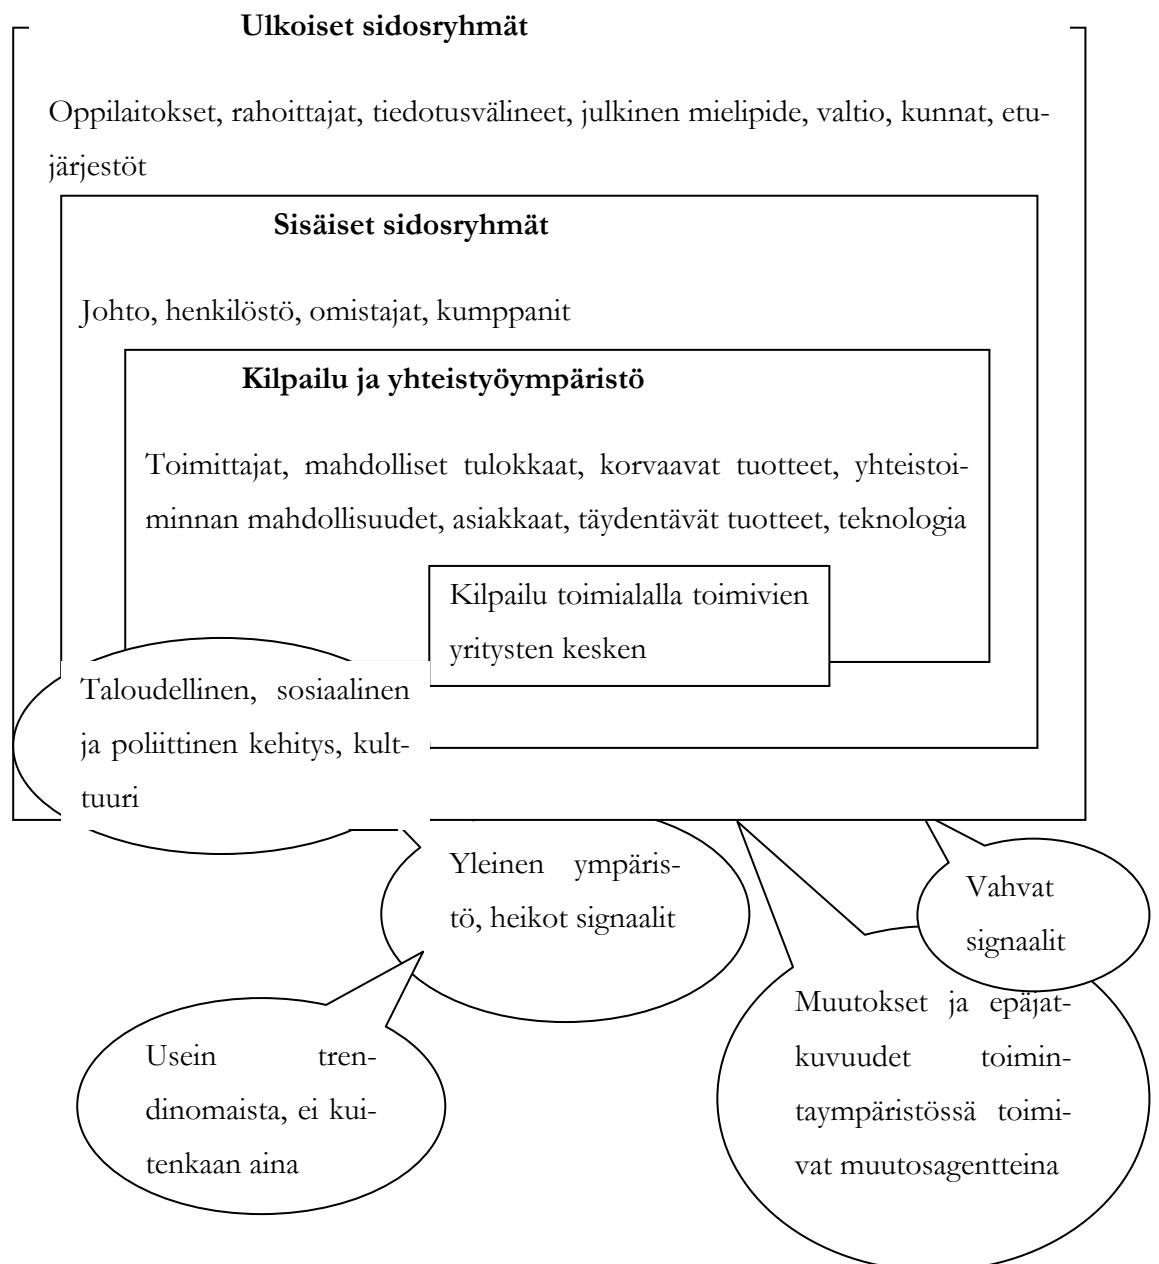 Ulkoiset sidosryhmät
Oppilaitokset, rahoittajat, tiedotusvälineet, julkinen mielipide, valtio, kunnat, etu-
järjestöt
Sisäiset sidosryhmät
Johto, henkilöstö, omistajat, kumppanit
Kilpailu ja yhteistyöympäristö
Toimittajat, mahdolliset tulokkaat, korvaavat tuotteet, yhteistoi-
minnan mahdollisuudet, asiakkaat, täydentävät tuotteet, teknologia
Kilpailu toimialalla toimivien
yritysten kesken
Taloudellinen, sosiaalinen
ja poliittinen kehitys, kult-
tuuri
Yleinen ympäris-
tö, heikot signaalit
Vahvat
signaalit
Muutokset ja epäjat-
kuvuudet toimin-
taympäristössä toimi-
vat muutosagentteina
Usein tren-
dinomaista, ei kui-
tenkaan aina